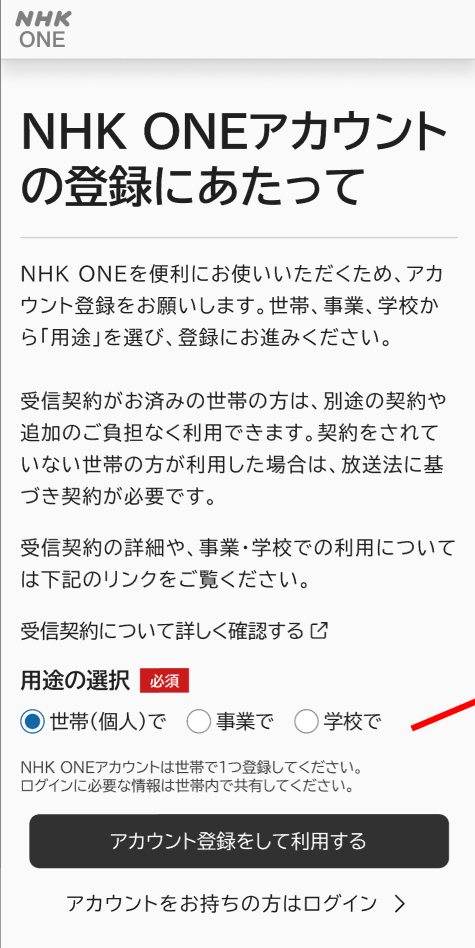 NHK
ONE
NHK ONEアカウント
の登録にあたって
NHK ONEを便利にお使いいただくため、アカ
ウント登録をお願いします。世帯、事業、学校か
ら「用途」を選び、登録にお進みください。
受信契約がお済みの世帯の方は、別途の契約や
追加のご負担なく利用できます。契約をされて
いない世帯の方が利用した場合は、放送法に基
づき契約が必要です。
受信契約の詳細や、事業・学校での利用について
は下記のリンクをご覧ください。
受信契約について詳しく確認する
用途の選択 必須
世帯（個人）で 事業で 学校で
NHK ONEアカウントは世帯で1つ登録してください。
ログインに必要な情報は世帯内で共有してください。
アカウント登録をして利用する
アカウントをお持ちの方はログイン